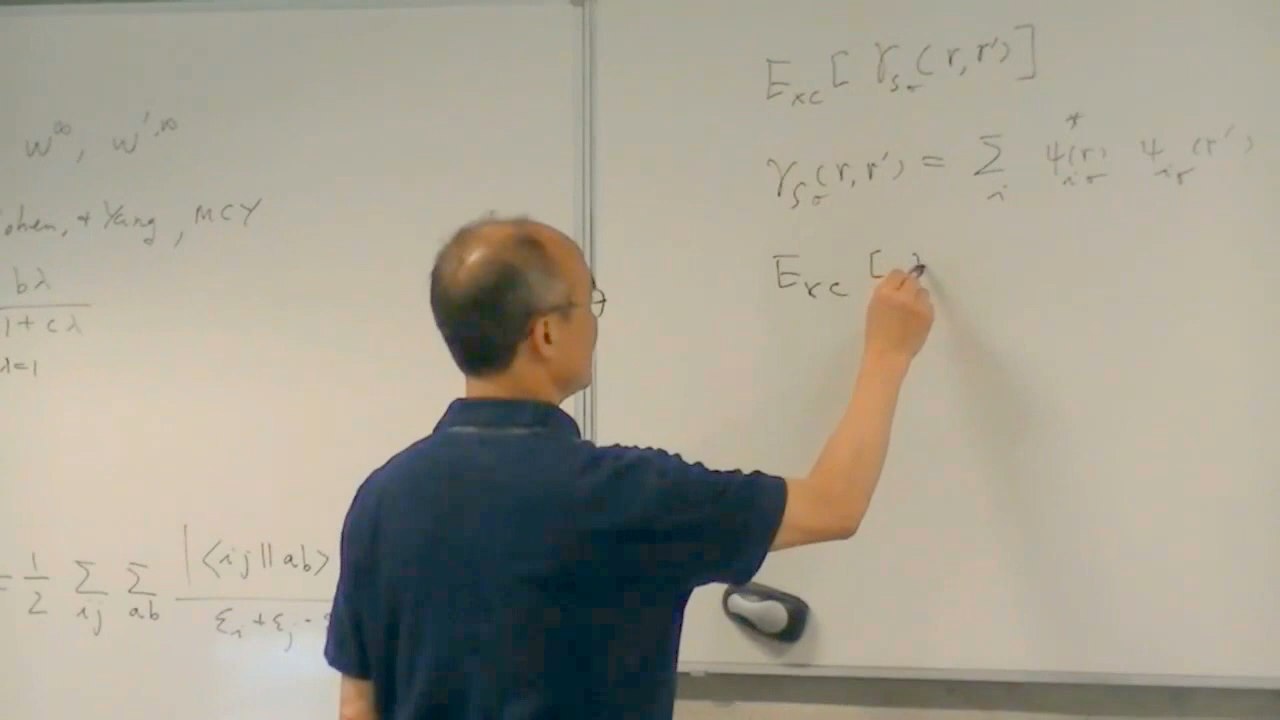 w^∞, w'^,∞
Cohen, + Yang, MCY
bλ
1 + cλ
λ=1
= 1/2 Σ_ij Σ_ab |<ij||ab>
ε_i + ε_j -
E_xc [ γ_sσ (r, r') ]
γ_sσ (r, r') = Σ_i ψ*_iσ(r) ψ_iσ(r')
E_xc [